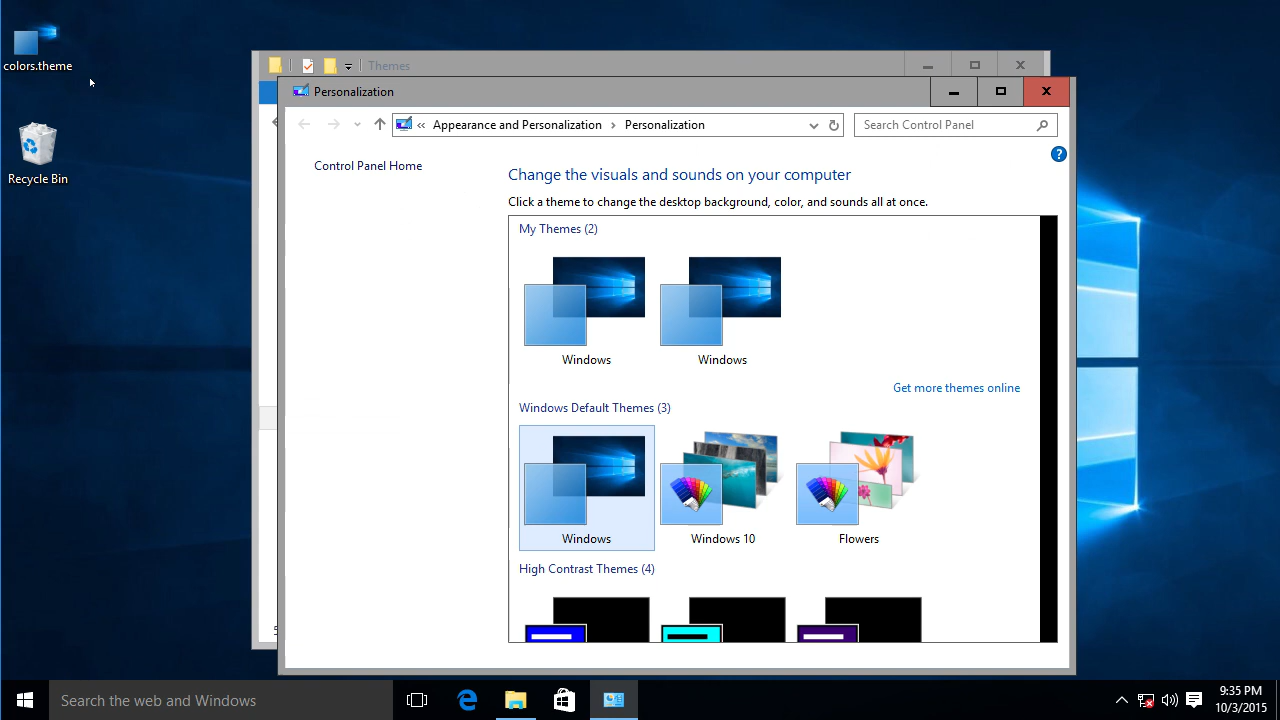 colors.theme
Recycle Bin
Themes
Personalization
« Appearance and Personalization › Personalization
Search Control Panel
?
Control Panel Home
Change the visuals and sounds on your computer
Click a theme to change the desktop background, color, and sounds all at once.
My Themes (2)
Windows
Windows
Get more themes online
Windows Default Themes (3)
Windows
Windows 10
Flowers
High Contrast Themes (4)
Search the web and Windows
9:35 PM
10/3/2015